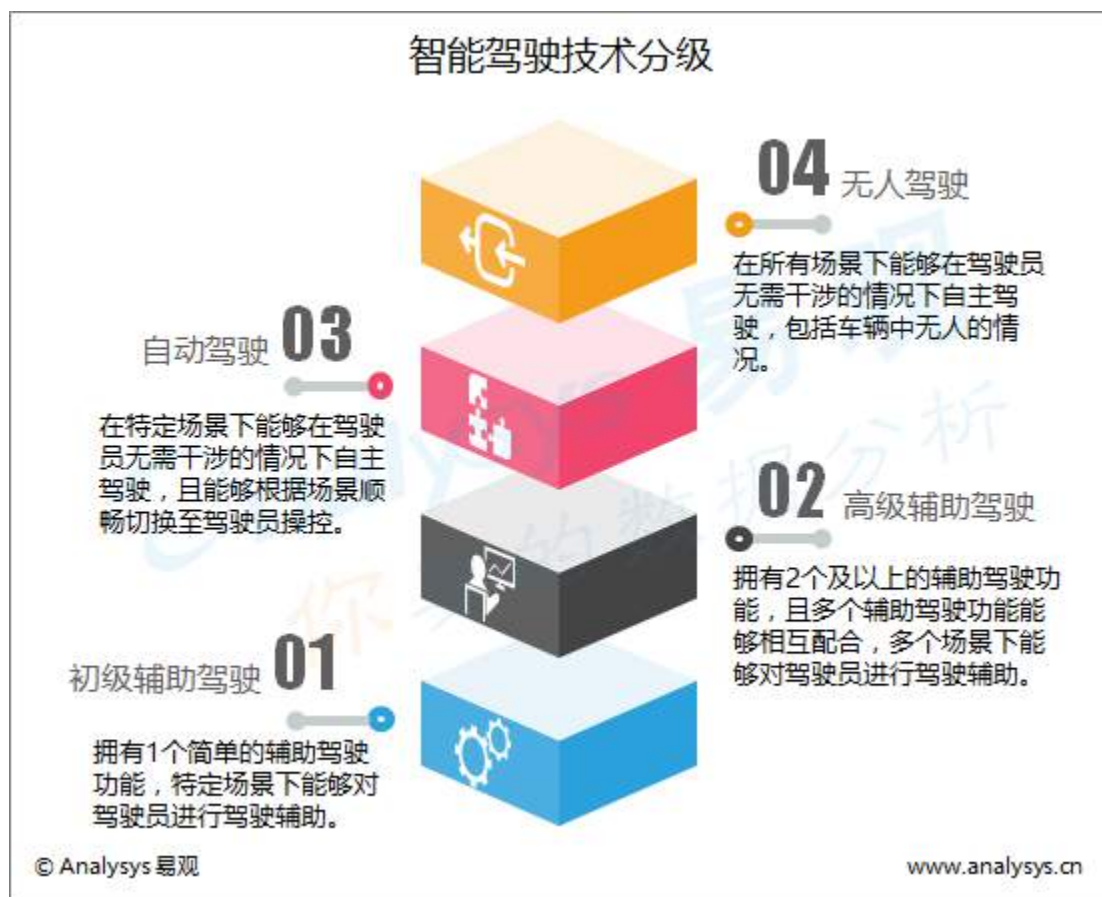 智能驾驶技术分级
04 无人驾驶
在所有场景下能够在驾驶员
无需干涉的情况下自主驾
驶，包括车辆中无人的情
况。
自动驾驶 03
在特定场景下能够在驾驶
员无需干涉的情况下自主
驾驶，且能够根据场景顺
畅切换至驾驶员操控。
02 高级辅助驾驶
拥有2个及以上的辅助驾驶功
能，且多个辅助驾驶功能能
够相互配合，多个场景下能
够对驾驶员进行驾驶辅助。
初级辅助驾驶 01
拥有1个简单的辅助驾驶
功能，特定场景下能够对
驾驶员进行驾驶辅助。
© Analysys 易观
www.analysys.cn
易观
你 的数据分析